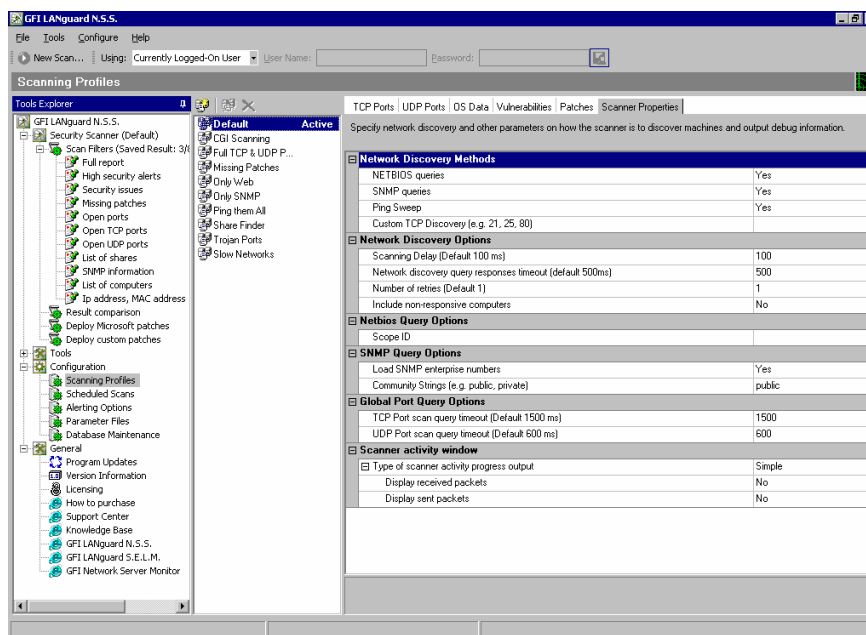 GFI LANguard N.S.S.
File Tools Configure Help
New Scan... Using: Currently Logged-On User User Name: Password:
Scanning Profiles
Tools Explorer
GFI LANguard N.S.S.
Security Scanner (Default)
Scan Filters (Saved Result: 3/
Full report
High security alerts
Security issues
Missing patches
Open ports
Open TCP ports
Open UDP ports
List of shares
SNMP information
List of computers
Ip address, MAC address
Result comparison
Deploy Microsoft patches
Deploy custom patches
Tools
Configuration
Scanning Profiles
Scheduled Scans
Alerting Options
Parameter Files
Database Maintenance
General
Program Updates
Version Information
Licensing
How to purchase
Support Center
Knowledge Base
GFI LANguard N.S.S.
GFI LANguard S.E.L.M.
GFI Network Server Monitor
Default Active
CGI Scanning
Full TCP & UDP P...
Missing Patches
Only Web
Only SNMP
Ping them All
Share Finder
Trojan Ports
Slow Networks
TCP Ports UDP Ports OS Data Vulnerabilities Patches Scanner Properties
Specify network discovery and other parameters on how the scanner is to discover machines and output debug information.
Network Discovery Methods
NETBIOS queries Yes
SNMP queries Yes
Ping Sweep Yes
Custom TCP Discovery (e.g. 21, 25, 80)
Network Discovery Options
Scanning Delay (Default 100 ms) 100
Network discovery query responses timeout (default 500ms) 500
Number of retries (Default 1) 1
Include non-responsive computers No
Netbios Query Options
Scope ID
SNMP Query Options
Load SNMP enterprise numbers Yes
Community Strings (e.g. public, private) public
Global Port Query Options
TCP Port scan query timeout (Default 1500 ms) 1500
UDP Port scan query timeout (Default 600 ms) 600
Scanner activity window
Type of scanner activity progress output Simple
Display received packets No
Display sent packets No